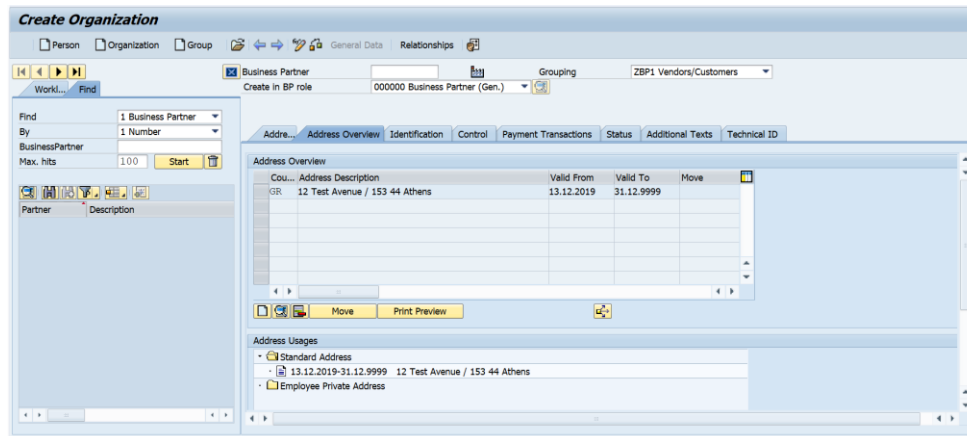 Create Organization
Person Organization Group General Data Relationships
Business Partner Grouping ZBP1 Vendors/Customers
Workl... Find
Create in BP role 000000 Business Partner (Gen.)
Find 1 Business Partner
By 1 Number
BusinessPartner
Max. hits 100 Start
Addre... Address Overview Identification Control Payment Transactions Status Additional Texts Technical ID
Address Overview
Cou... Address Description Valid From Valid To Move
GR 12 Test Avenue / 153 44 Athens 13.12.2019 31.12.9999
Partner Description
Move Print Preview
Address Usages
Standard Address
13.12.2019-31.12.9999 12 Test Avenue / 153 44 Athens
Employee Private Address